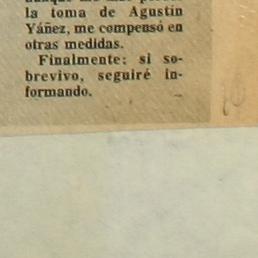 la toma de Agustín
Yáñez, me compensó en
otras medidas.
Finalmente: si so-
brevivo, seguiré in-
formando.